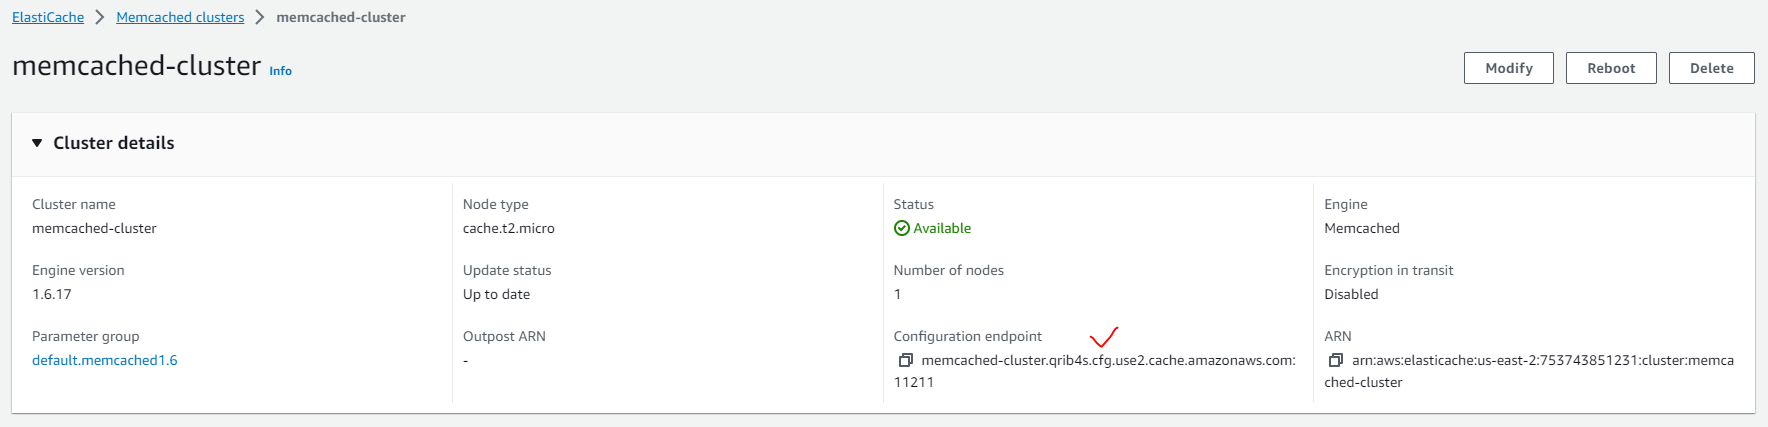 ElastiCache > Memcached clusters > memcached-cluster
memcached-cluster Info
Modify Reboot Delete
Cluster details
Cluster name
memcached-cluster
Node type
cache.t2.micro
Status
Available
Engine
Memcached
Engine version
1.6.17
Update status
Up to date
Number of nodes
1
Encryption in transit
Disabled
Parameter group
default.memcached1.6
Outpost ARN
-
Configuration endpoint
memcached-cluster.qrib4s.cfg.use2.cache.amazonaws.com:
11211
ARN
arn:aws:elasticache:us-east-2:753743851231:cluster:memca
ched-cluster